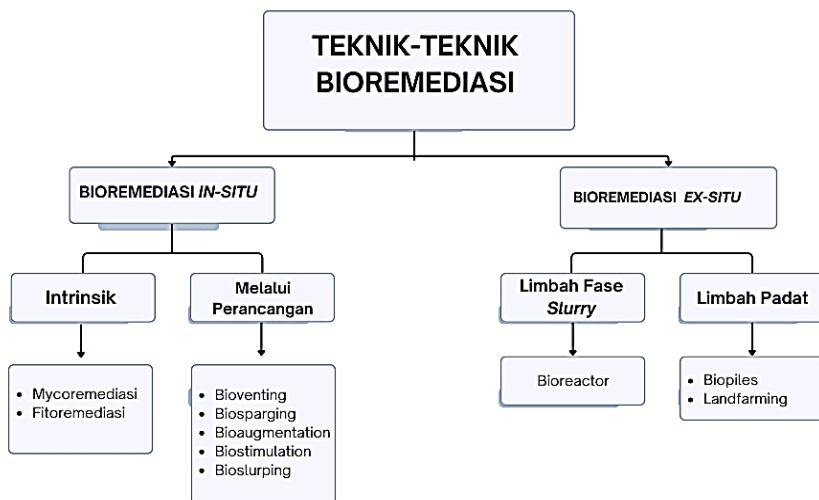 TEKNIK-TEKNIK
BIOREMEDIASI
BIOREMEDIASI IN-SITU
BIOREMEDIASI EX-SITU
Intrinsik
Melalui
Perancangan
Limbah Fase
Slurry
Limbah Padat
• Mycoremediasi
• Fitoremediasi
• Bioventing
• Biosparging
• Bioaugmentation
• Biostimulation
• Bioslurping
Bioreactor
• Biopiles
• Landfarming